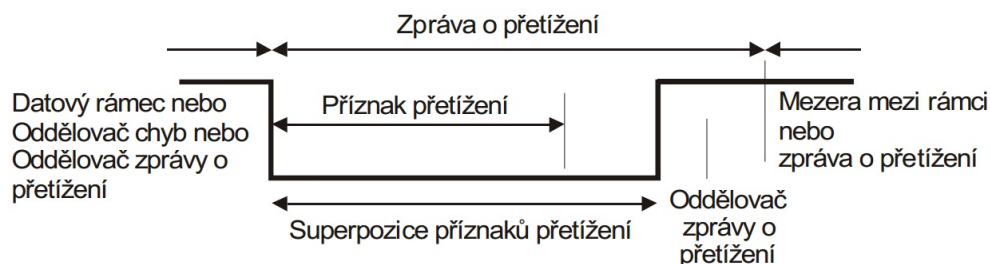 Zpráva o přetížení
Datový rámec nebo
Oddělovač chyb nebo
Oddělovač zprávy o
přetížení
Příznak přetížení
Mezera mezi rámci
nebo
zpráva o přetížení
Superpozice příznaků přetížení
Oddělovač
zprávy o
přetížení